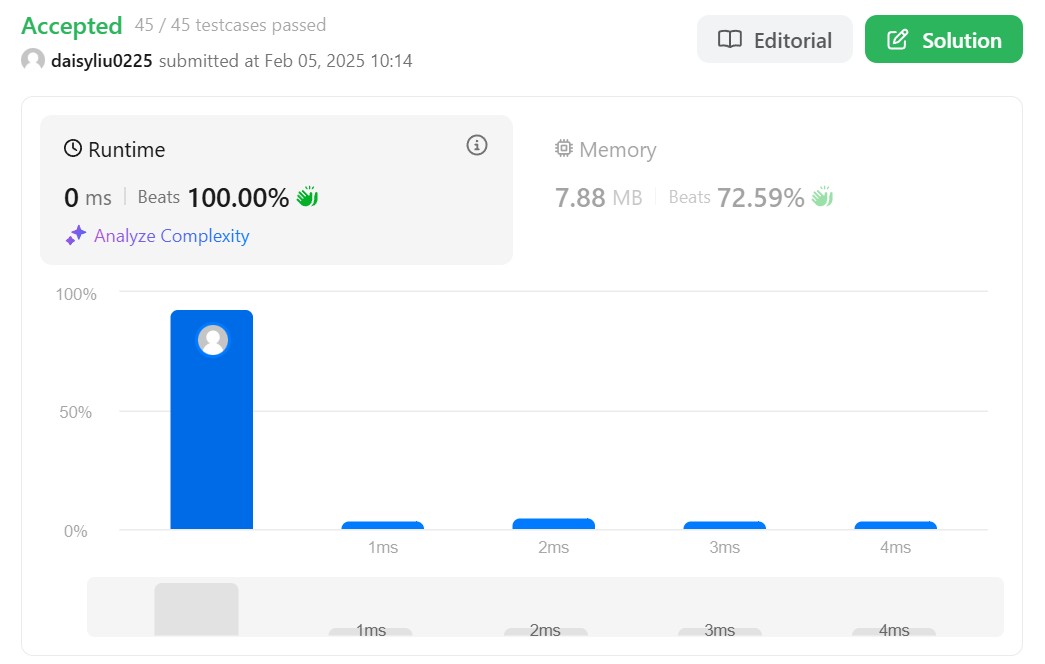 Accepted 45 / 45 testcases passed
Editorial
Solution
daisyliu0225 submitted at Feb 05, 2025 10:14
Runtime
Memory
0 ms Beats 100.00%
7.88 MB Beats 72.59%
Analyze Complexity
100%
50%
0%
1ms 2ms 3ms 4ms
1ms 2ms 3ms 4ms